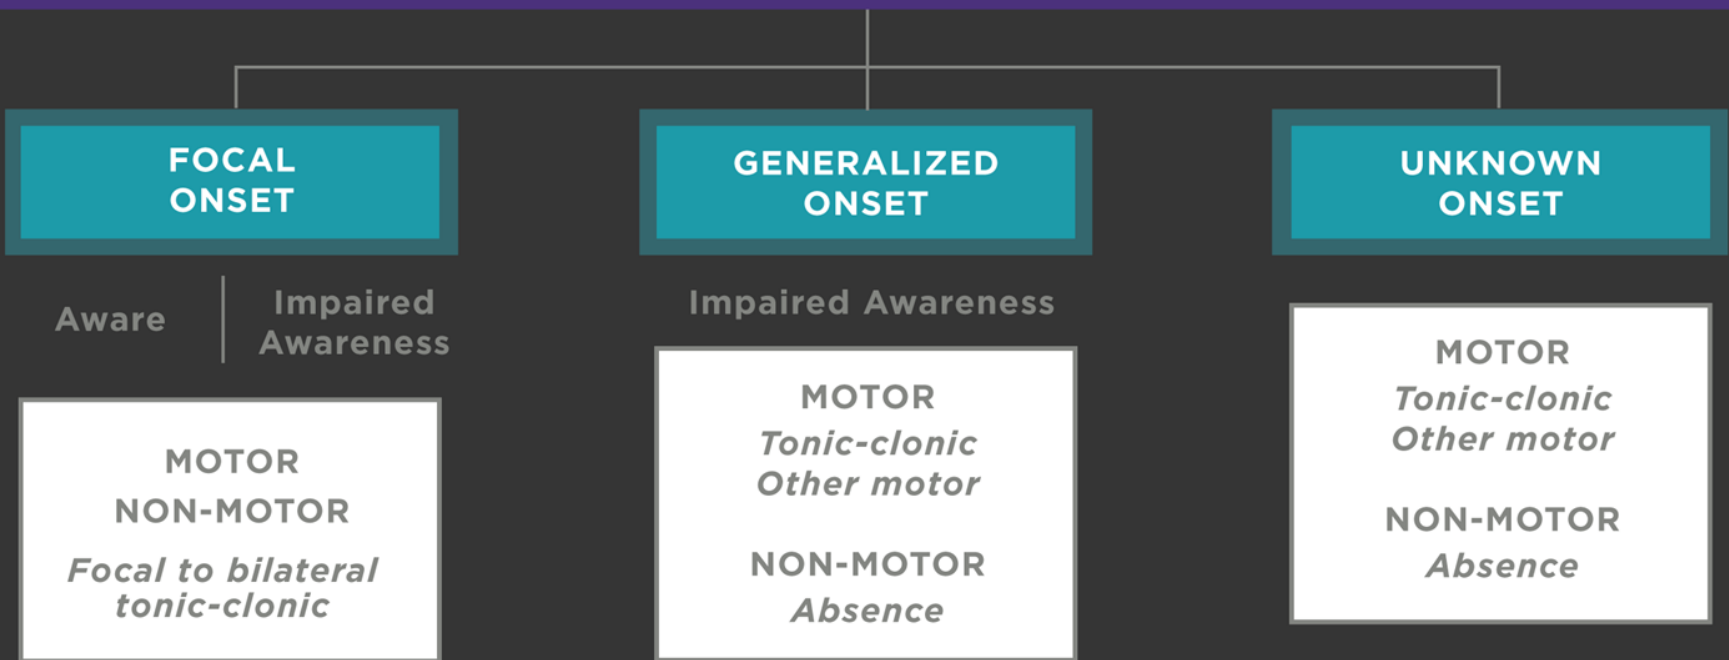 FOCAL
ONSET
Aware
Impaired
Awareness
MOTOR
NON-MOTOR
Focal to bilateral
tonic-clonic
GENERALIZED
ONSET
Impaired Awareness
MOTOR
Tonic-clonic
Other motor
NON-MOTOR
Absence
UNKNOWN
ONSET
MOTOR
Tonic-clonic
Other motor
NON-MOTOR
Absence